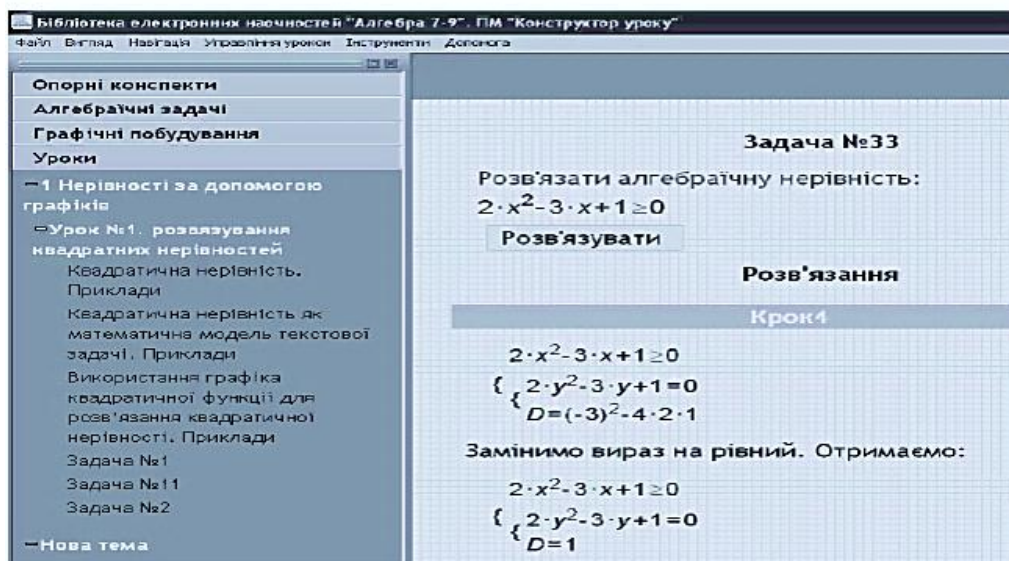 Бібліотека електронних наочностей "Алгебра 7-9". ПМ "Конструктор уроку"
Файл Вигляд Навігація Управління уроком Інструменти Допомога
Опорні конспекти
Алгебраїчні задачі
Графічні побудування
Уроки
1 Нерівності за допомогою
графіків
Урок №1. розвязування
квадратних нерівностей
Квадратична нерівність.
Приклади
Квадратична нерівність як
математична модель текстової
задачі. Приклади
Використання графіка
квадратичної функції для
розв'язання квадратичної
нерівності. Приклади
Задача №1
Задача №11
Задача №2
Нова тема
Задача №33
Розв'язати алгебраїчну нерівність:
2·x²-3·x+1≥0
Розв'язувати
Розв'язання
Крок4
2·x²-3·x+1≥0
{ 2·y²-3·y+1=0
{ D=(-3)²-4·2·1
Замінимо вираз на рівний. Отримаємо:
2·x²-3·x+1≥0
{ 2·y²-3·y+1=0
{ D=1